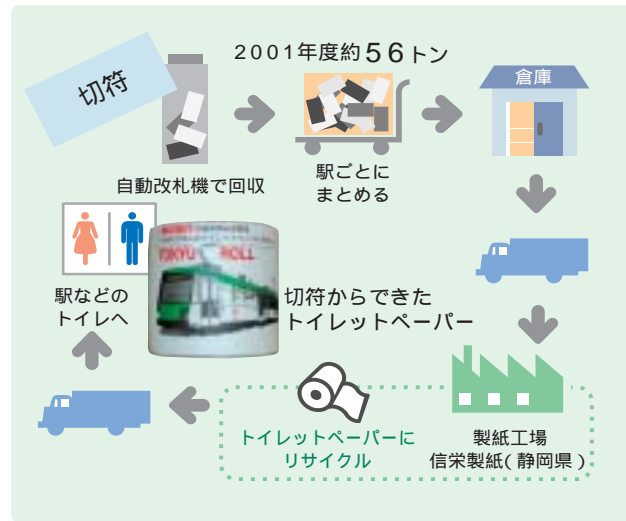 切符
2001年度約56トン
倉庫
自動改札機で回収
駅ごとに
まとめる
駅などの
トイレへ
TOKYU ROLL
切符からできた
トイレットペーパー
トイレットペーパーに
リサイクル
製紙工場
信栄製紙(静岡県)